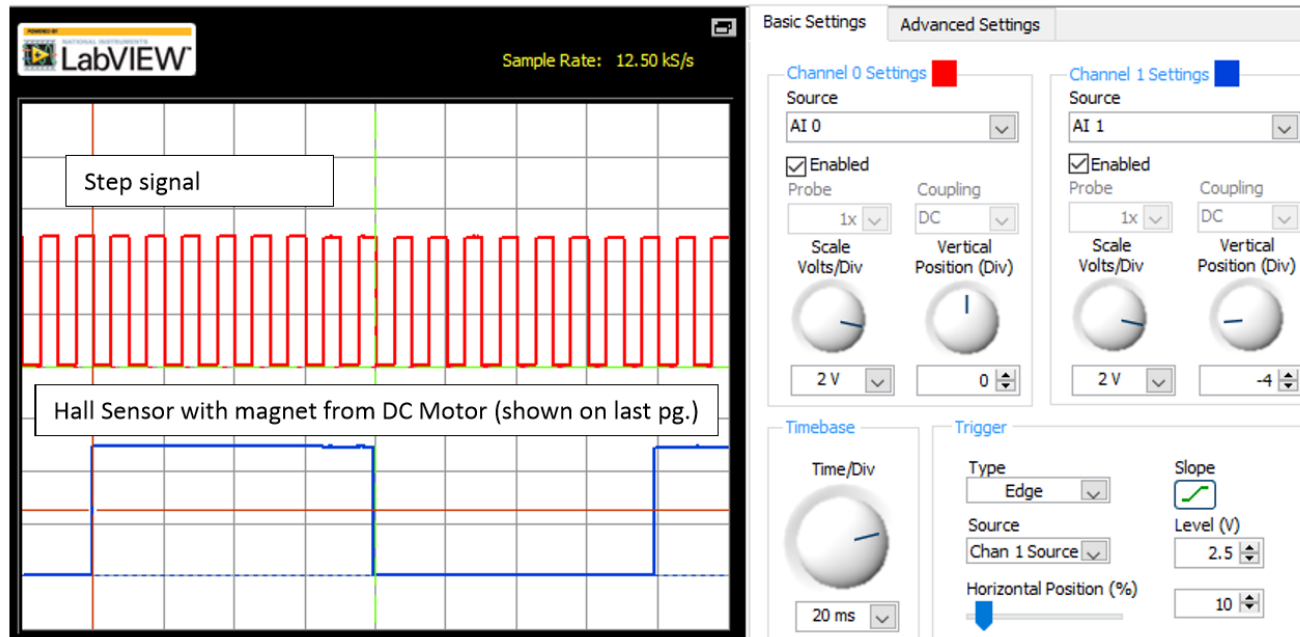 POWERED BY
NATIONAL INSTRUMENTS
LabVIEW™
Sample Rate: 12.50 kS/s
Step signal
Hall Sensor with magnet from DC Motor (shown on last pg.)
Basic Settings
Advanced Settings
Channel 0 Settings
Source
AI 0
Enabled
Probe
Coupling
1x
DC
Scale
Volts/Div
Vertical
Position (Div)
2 V
0
Channel 1 Settings
Source
AI 1
Enabled
Probe
Coupling
1x
DC
Scale
Volts/Div
Vertical
Position (Div)
2 V
-4
Timebase
Time/Div
20 ms
Trigger
Type
Edge
Slope
Source
Chan 1 Source
Level (V)
2.5
Horizontal Position (%)
10